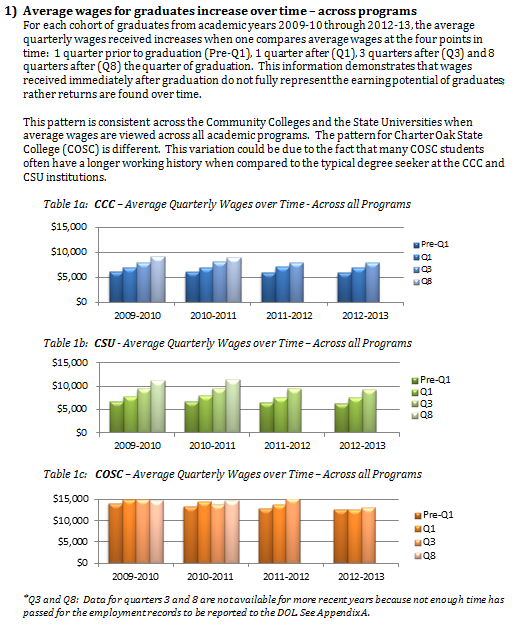 1) Average wages for graduates increase over time – across programs
For each cohort of graduates from academic years 2009-10 through 2012-13, the average
quarterly wages received increases when one compares average wages at the four points in
time: 1 quarter prior to graduation (Pre-Q1), 1 quarter after (Q1), 3 quarters after (Q3) and 8
quarters after (Q8) the quarter of graduation. This information demonstrates that wages
received immediately after graduation do not fully represent the earning potential of graduates;
rather returns are found over time.
This pattern is consistent across the Community Colleges and the State Universities when
average wages are viewed across all academic programs. The pattern for Charter Oak State
College (COSC) is different. This variation could be due to the fact that many COSC students
often have a longer working history when compared to the typical degree seeker at the CCC and
CSU institutions.
Table 1a: CCC – Average Quarterly Wages over Time - Across all Programs
$15,000
$10,000
$5,000
$0
2009-2010 2010-2011 2011-2012 2012-2013
Pre-Q1
Q1
Q3
Q8
Table 1b: CSU - Average Quarterly Wages over Time – Across all Programs
$15,000
$10,000
$5,000
$0
2009-2010 2010-2011 2011-2012 2012-2013
Pre-Q1
Q1
Q3
Q8
Table 1c: COSC – Average Quarterly Wages over Time – Across all Programs
$15,000
$10,000
$5,000
$0
2009-2010 2010-2011 2011-2012 2012-2013
Pre-Q1
Q1
Q3
Q8
*Q3 and Q8: Data for quarters 3 and 8 are not available for more recent years because not enough time has
passed for the employment records to be reported to the DOL. See Appendix A.